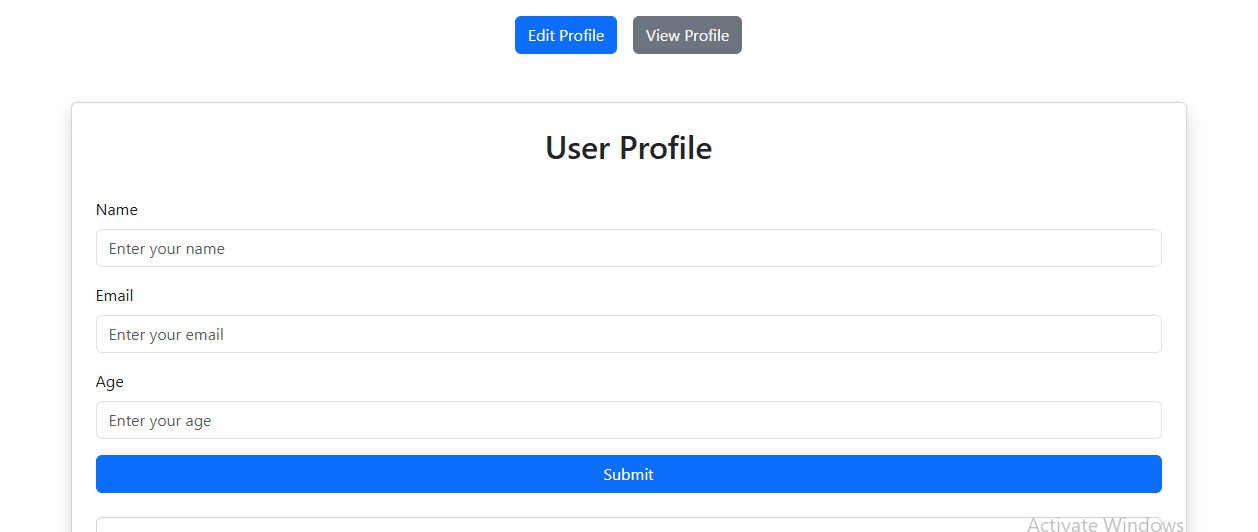 Edit Profile View Profile
User Profile
Name
Enter your name
Email
Enter your email
Age
Enter your age
Submit
Activate Windows